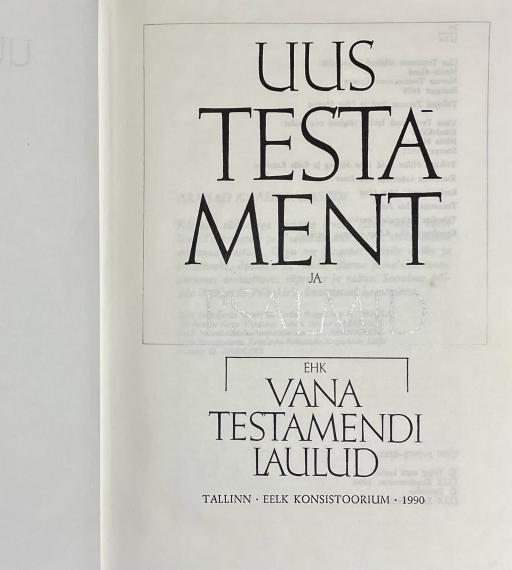 UUS
TESTA-
MENT
JA
PSALMID
EHK
VANA
TESTAMENDI
LAULUD
TALLINN · EELK KONSISTOORIUM · 1990